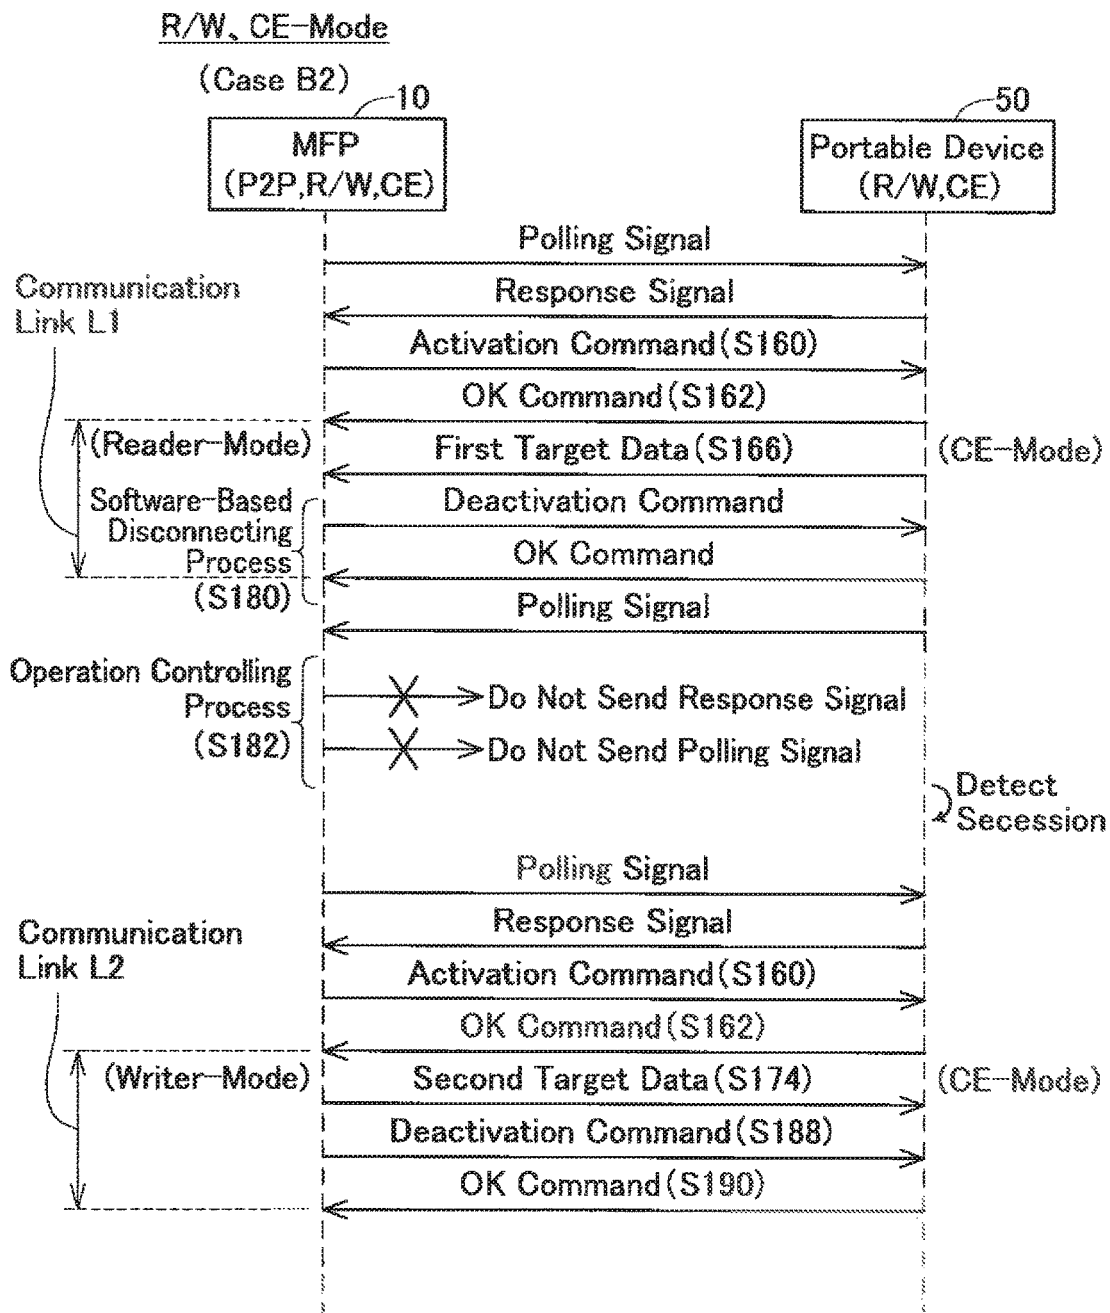 R/W、CE-Mode
(Case B2)
10
50
MFP
(P2P,R/W,CE)
Portable Device
(R/W,CE)
Polling Signal
Communication
Link L1
Response Signal
Activation Command(S160)
OK Command(S162)
(Reader-Mode)
First Target Data(S166)
(CE-Mode)
Software-Based
Disconnecting
Process
(S180)
Deactivation Command
OK Command
Polling Signal
Operation Controlling
Process
(S182)
Do Not Send Response Signal
Do Not Send Polling Signal
Detect
Secession
Polling Signal
Communication
Link L2
Response Signal
Activation Command(S160)
OK Command(S162)
(Writer-Mode)
Second Target Data(S174)
(CE-Mode)
Deactivation Command(S188)
OK Command(S190)